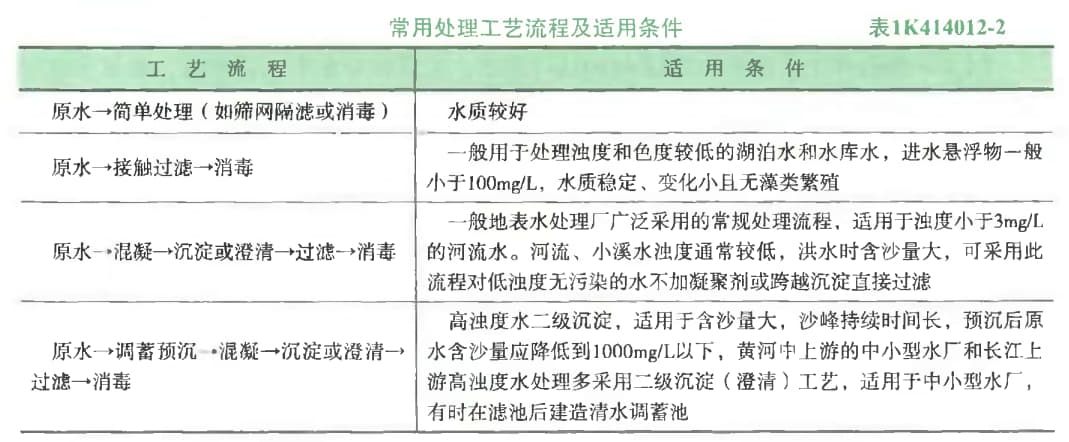 常用处理工艺流程及适用条件 表1K414012-2
工艺流程 适用条件
原水→简单处理（如筛网隔滤或消毒） 水质较好
原水→接触过滤→消毒
一般用于处理浊度和色度较低的湖泊水和水库水，进水悬浮物一般
小于100mg/L，水质稳定、变化小且无藻类繁殖
原水→混凝→沉淀或澄清→过滤→消毒
一般地表水处理厂广泛采用的常规处理流程，适用于浊度小于3mg/L
的河流水。河流、小溪水浊度通常较低，洪水时含沙量大，可采用此
流程对低浊度无污染的水不加凝聚剂或跨越沉淀直接过滤
原水→调蓄预沉→混凝→沉淀或澄清→
过滤→消毒
高浊度水二级沉淀，适用于含沙量大，沙峰持续时间长，预沉后原
水含沙量应降低到1000mg/L以下，黄河中上游的中小型水厂和长江上
游高浊度水处理多采用二级沉淀（澄清）工艺，适用于中小型水厂，
有时在滤池后建造清水调蓄池